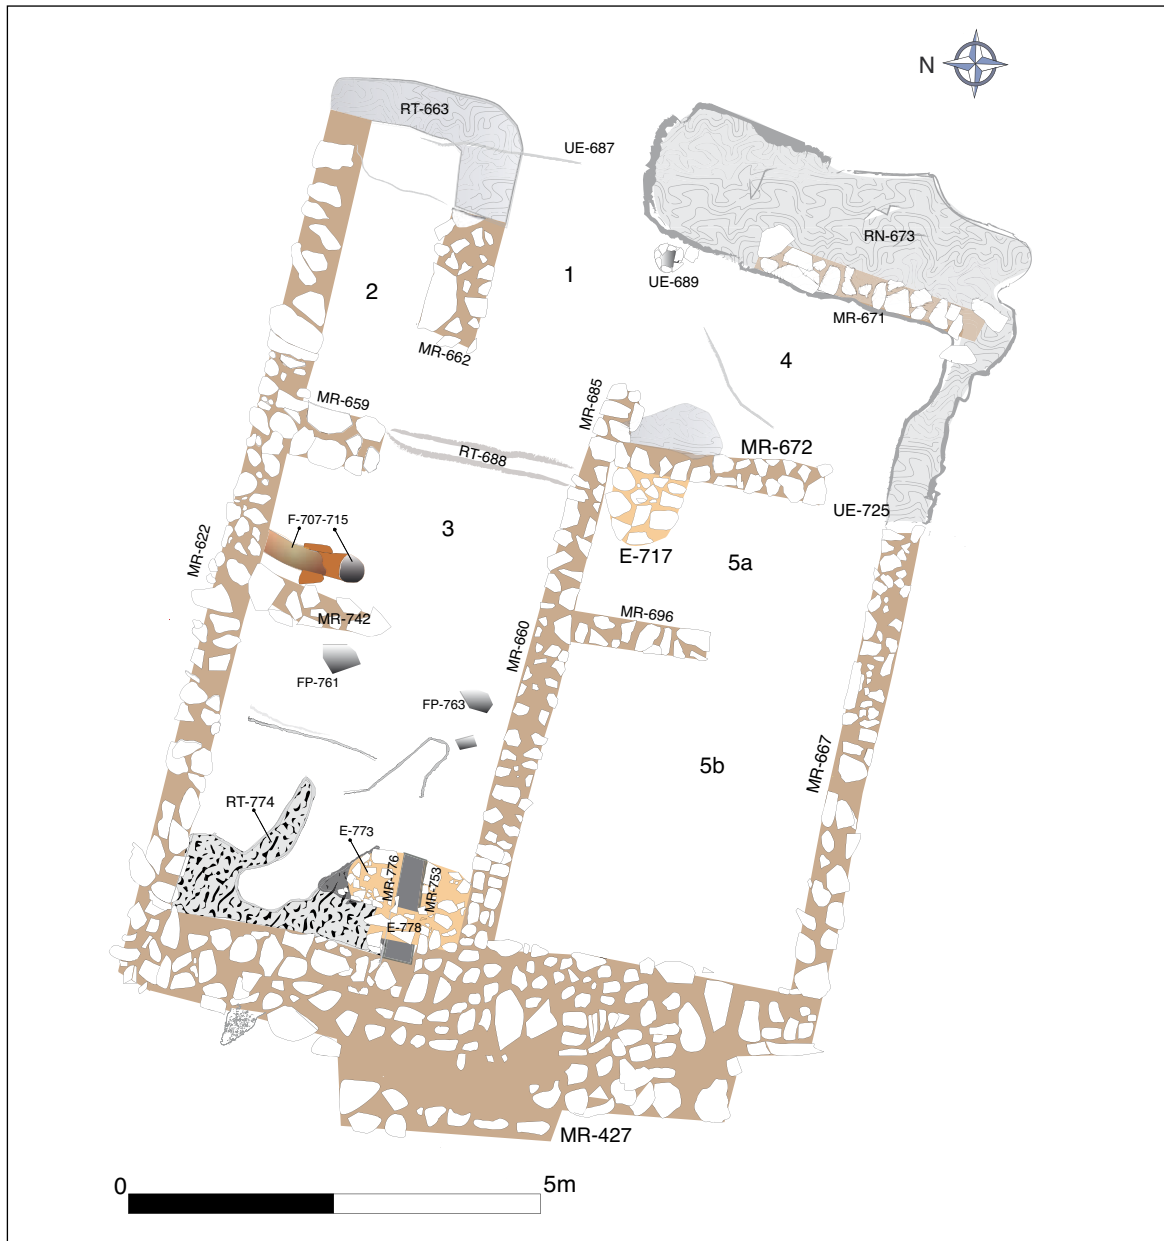 N
RT-663
UE-687
RN-673
UE-689
1
2
MR-671
MR-662
4
MR-659
MR-685
RT-688
MR-672
UE-725
F-707-715
3
MR-622
E-717
5a
MR-742
MR-696
MR-660
FP-761
FP-763
5b
MR-667
RT-774
E-773
MR-776
MR-753
E-778
MR-427
0
5m